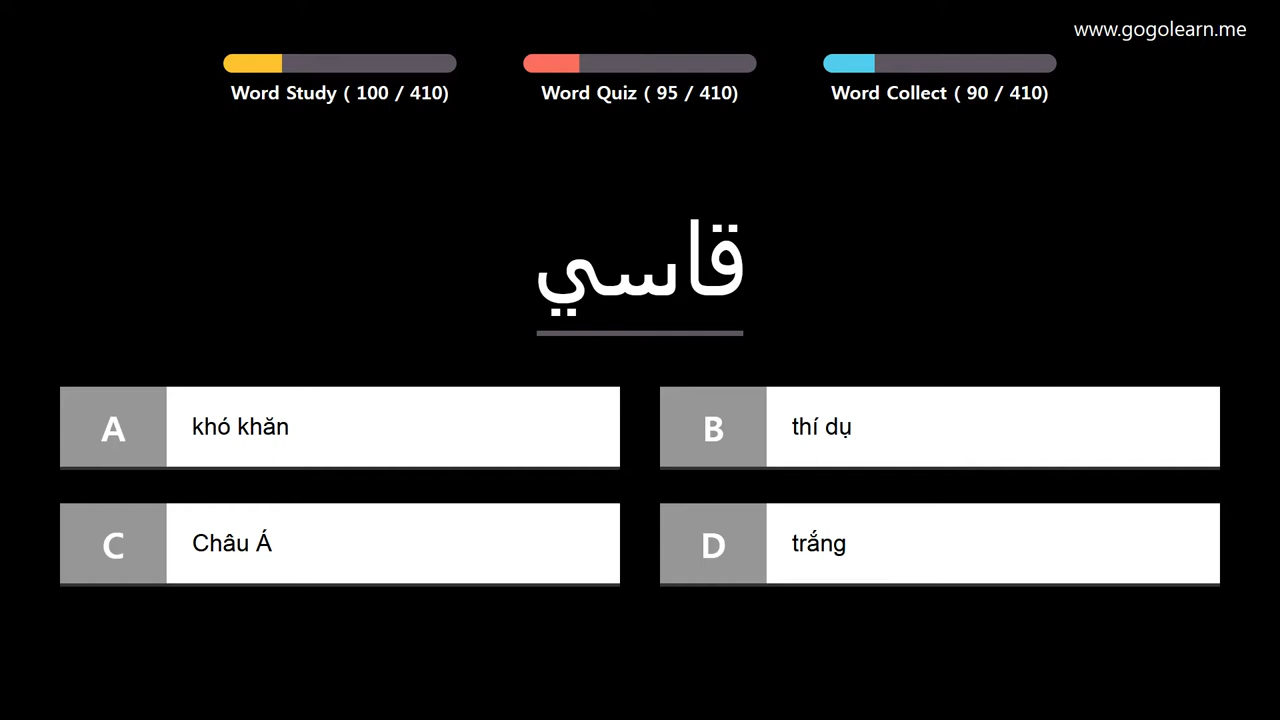 www.gogolearn.me
Word Study ( 100 / 410)
Word Quiz ( 95 / 410)
Word Collect ( 90 / 410)
قاسي
A
khó khăn
B
thí dụ
C
Châu Á
D
trắng